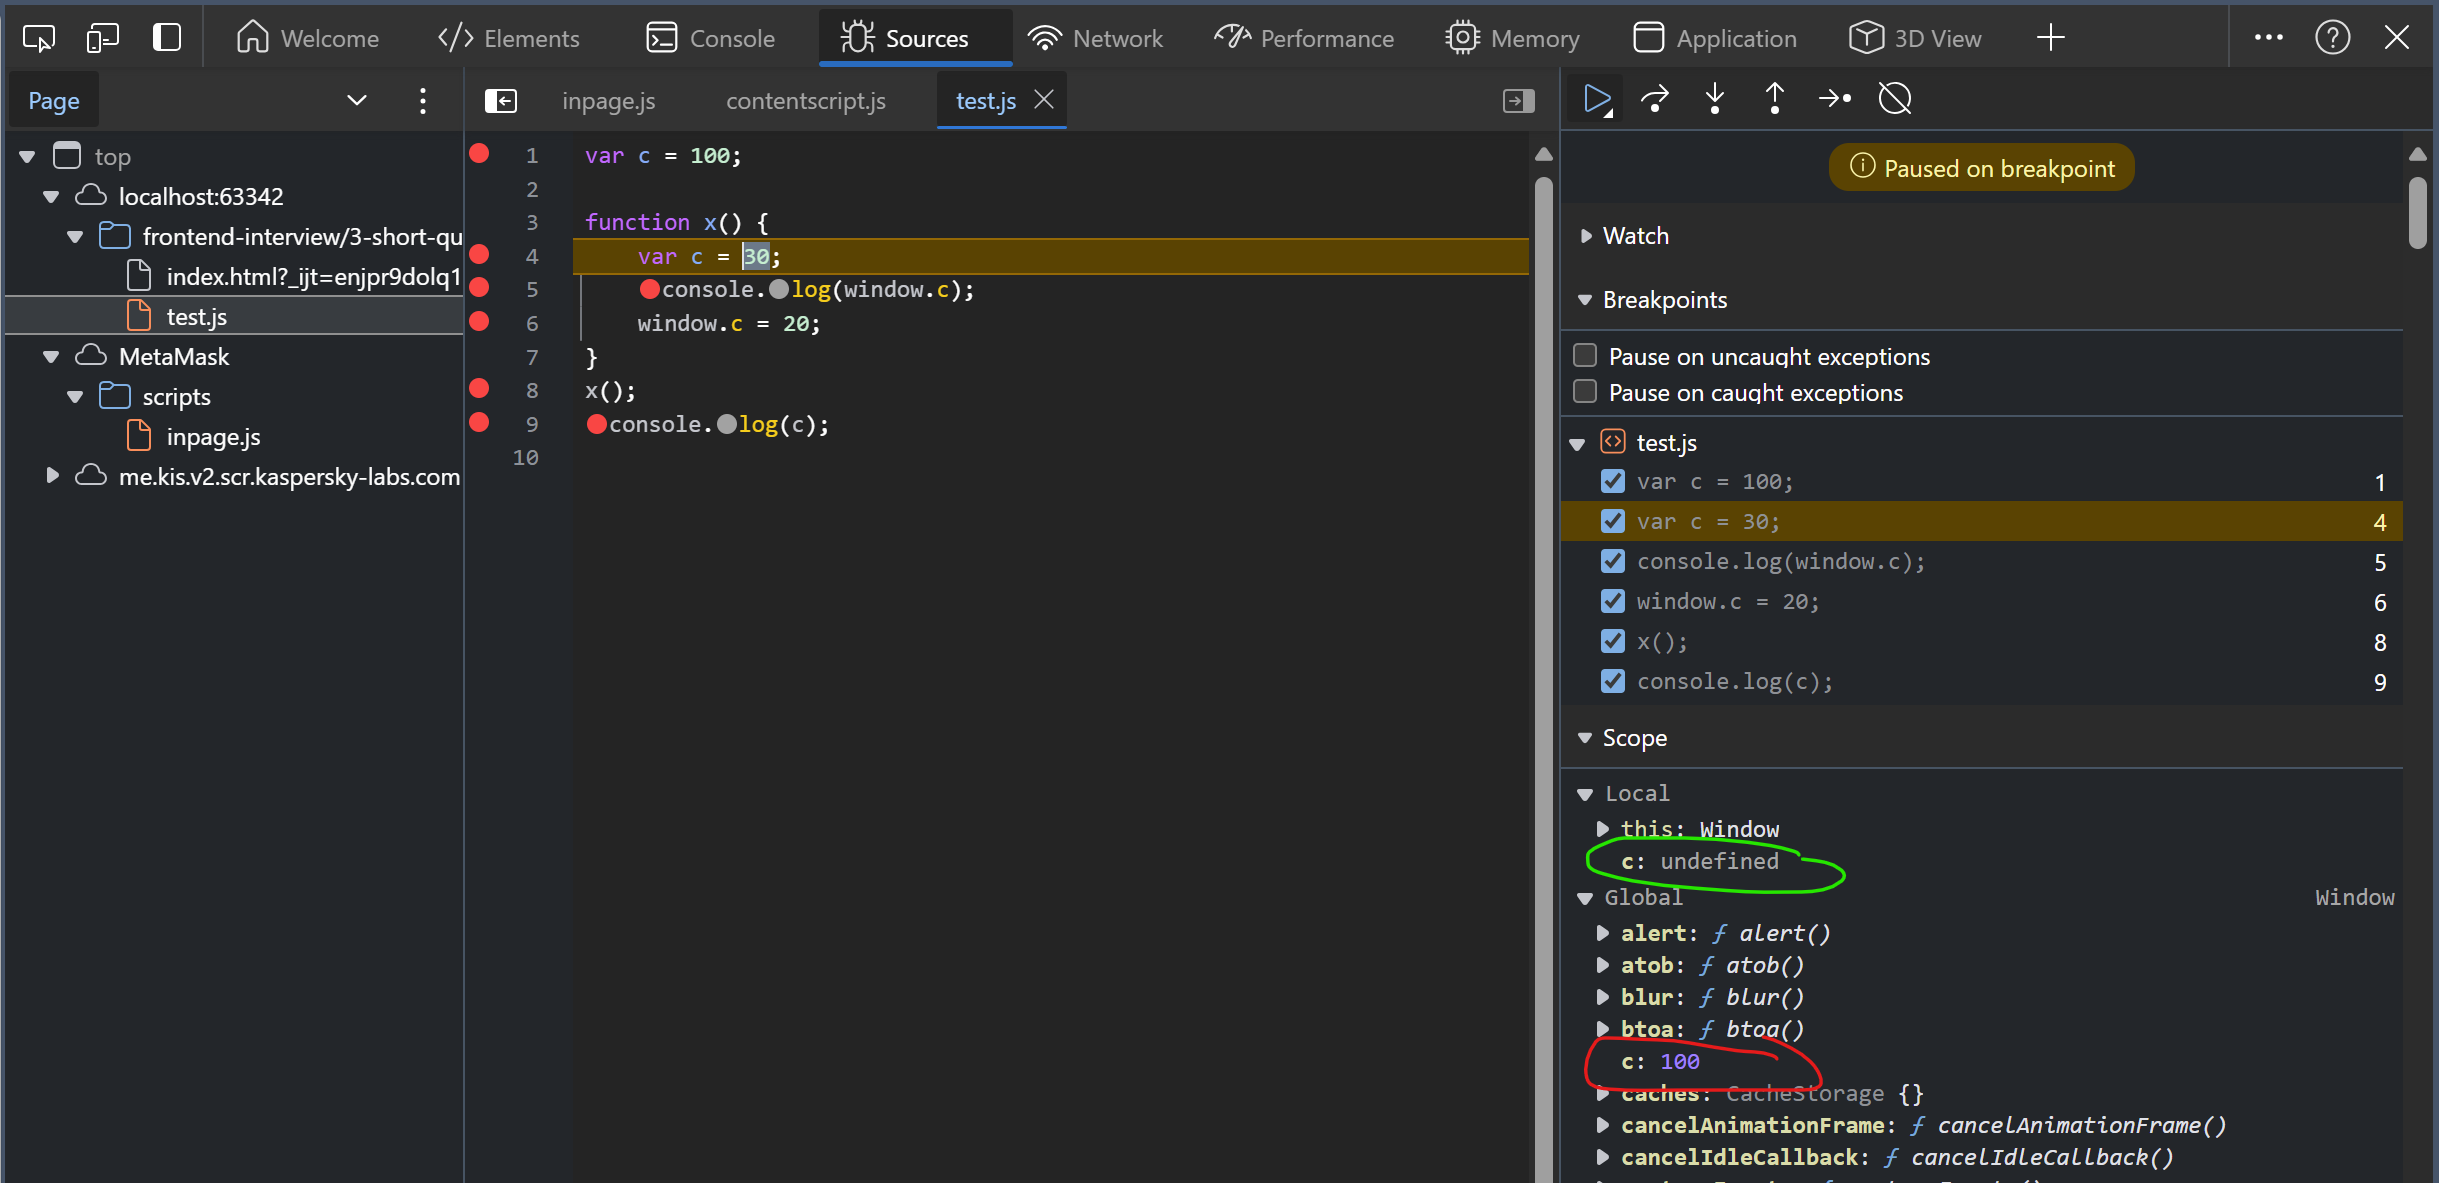 Welcome
Elements
Console
Sources
Network
Performance
Memory
Application
3D View
Page
inpage.js
contentscript.js
test.js
top
localhost:63342
frontend-interview/3-short-qu
index.html?_ijt=enjpr9dolq1
test.js
MetaMask
scripts
inpage.js
me.kis.v2.scr.kaspersky-labs.com
1 var c = 100;
2
3 function x() {
4 var c = 30;
5 console.log(window.c);
6 window.c = 20;
7 }
8 x();
9 console.log(c);
10
Paused on breakpoint
Watch
Breakpoints
Pause on uncaught exceptions
Pause on caught exceptions
test.js
var c = 100; 1
var c = 30; 4
console.log(window.c); 5
window.c = 20; 6
x(); 8
console.log(c); 9
Scope
Local
this: Window
c: undefined
Global Window
alert: ƒ alert()
atob: ƒ atob()
blur: ƒ blur()
btoa: ƒ btoa()
c: 100
caches: CacheStorage {}
cancelAnimationFrame: ƒ cancelAnimationFrame()
cancelIdleCallback: ƒ cancelIdleCallback()